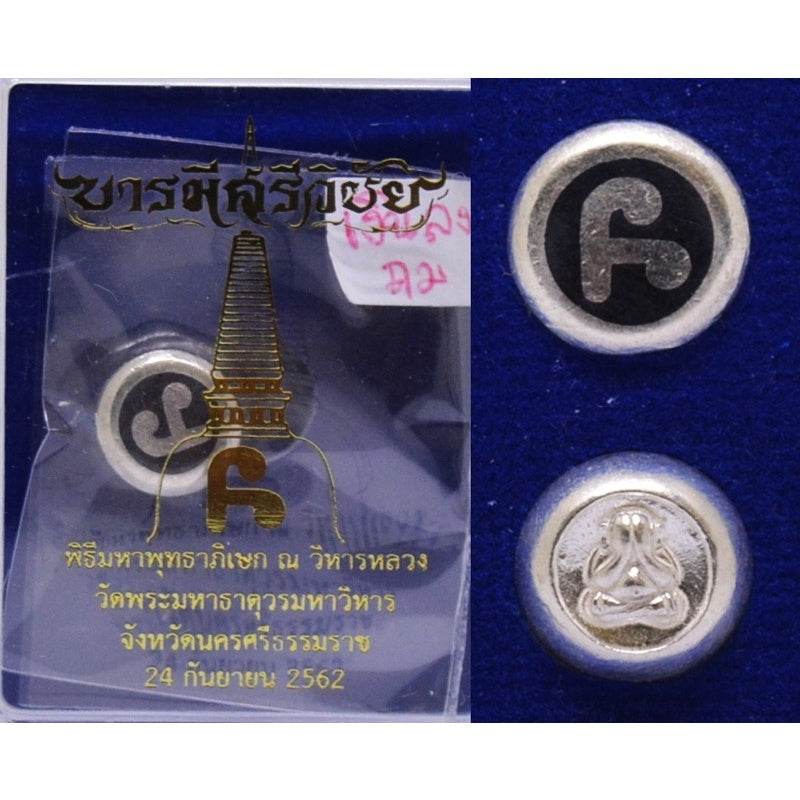 บารมีศรีวิชัย
เงินลง
ถม
พิธีมหาพุทธาภิเษก ณ วิหารหลวง
วัดพระมหาธาตุวรมหาวิหาร
จังหวัดนครศรีธรรมราช
24 กันยายน 2562